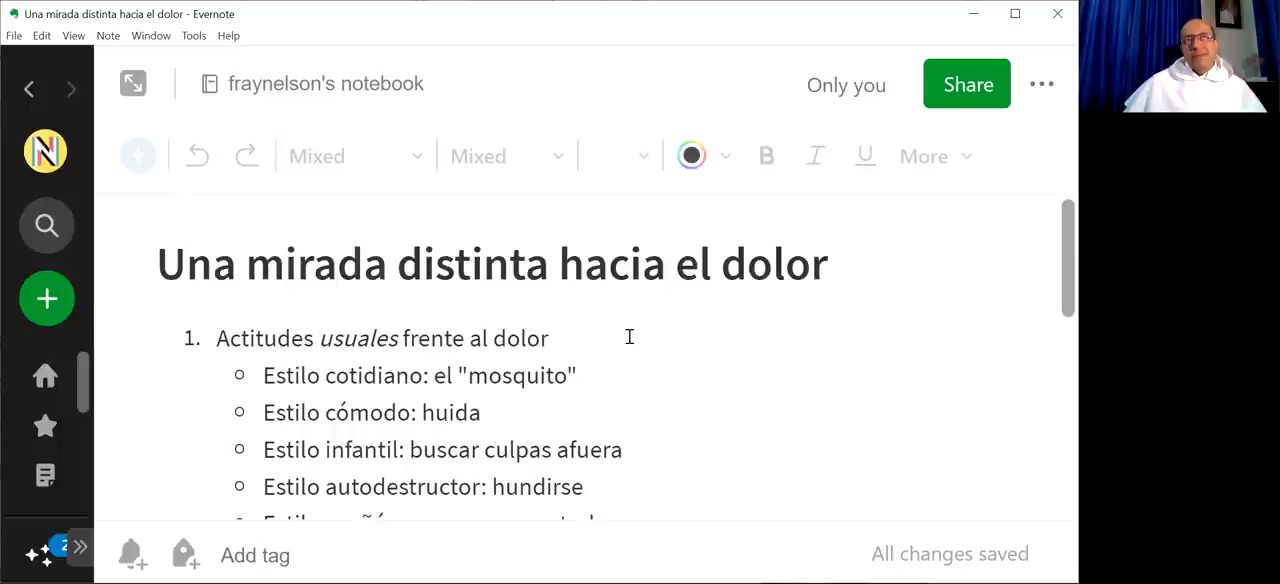 Una mirada distinta hacia el dolor - Evernote
File Edit View Note Window Tools Help
fraynelson's notebook
Only you
Share
Mixed
Mixed
B I U More
Una mirada distinta hacia el dolor
1. Actitudes usuales frente al dolor
Estilo cotidiano: el "mosquito"
Estilo cómodo: huida
Estilo infantil: buscar culpas afuera
Estilo autodestructor: hundirse
2
Add tag
All changes saved